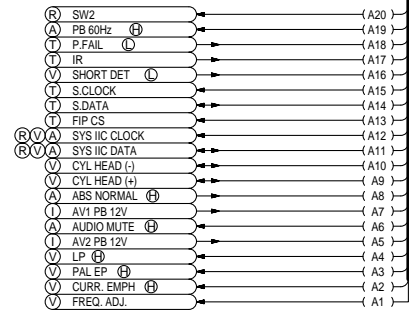 R SW2 (A20)
A PB 60Hz H (A19)
T P.FAIL L (A18)
T IR (A17)
V SHORT DET L (A16)
T S.CLOCK (A15)
T S.DATA (A14)
T FIP CS (A13)
R V A SYS IIC CLOCK (A12)
R V A SYS IIC DATA (A11)
V CYL HEAD (-) (A10)
V CYL HEAD (+) (A9)
A ABS NORMAL H (A8)
I AV1 PB 12V (A7)
A AUDIO MUTE H (A6)
I AV2 PB 12V (A5)
V LP H (A4)
V PAL EP H (A3)
V CURR. EMPH H (A2)
V FREQ. ADJ. (A1)